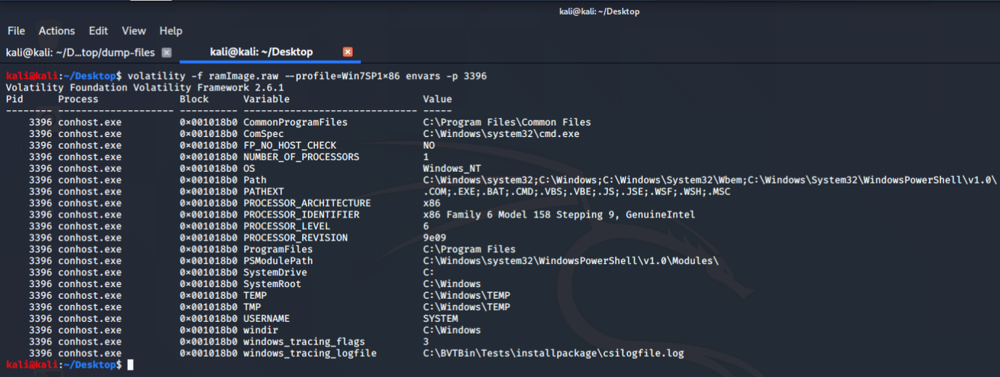 kali@kali: ~/Desktop
File Actions Edit View Help
kali@kali: ~/D...top/dump-files kali@kali: ~/Desktop
kali@kali:~/Desktop$ volatility -f ramImage.raw --profile=Win7SP1×86 envars -p 3396
Volatility Foundation Volatility Framework 2.6.1
Pid Process Block Variable Value
-------- -------------------- ---------- ------------------------------ -----
3396 conhost.exe 0×001018b0 CommonProgramFiles C:\Program Files\Common Files
3396 conhost.exe 0×001018b0 ComSpec C:\Windows\system32\cmd.exe
3396 conhost.exe 0×001018b0 FP_NO_HOST_CHECK NO
3396 conhost.exe 0×001018b0 NUMBER_OF_PROCESSORS 1
3396 conhost.exe 0×001018b0 OS Windows_NT
3396 conhost.exe 0×001018b0 Path C:\Windows\system32;C:\Windows;C:\Windows\System32\Wbem;C:\Windows\System32\WindowsPowerShell\v1.0\
3396 conhost.exe 0×001018b0 PATHEXT .COM;.EXE;.BAT;.CMD;.VBS;.VBE;.JS;.JSE;.WSF;.WSH;.MSC
3396 conhost.exe 0×001018b0 PROCESSOR_ARCHITECTURE x86
3396 conhost.exe 0×001018b0 PROCESSOR_IDENTIFIER x86 Family 6 Model 158 Stepping 9, GenuineIntel
3396 conhost.exe 0×001018b0 PROCESSOR_LEVEL 6
3396 conhost.exe 0×001018b0 PROCESSOR_REVISION 9e09
3396 conhost.exe 0×001018b0 ProgramFiles C:\Program Files
3396 conhost.exe 0×001018b0 PSModulePath C:\Windows\system32\WindowsPowerShell\v1.0\Modules\
3396 conhost.exe 0×001018b0 SystemDrive C:
3396 conhost.exe 0×001018b0 SystemRoot C:\Windows
3396 conhost.exe 0×001018b0 TEMP C:\Windows\TEMP
3396 conhost.exe 0×001018b0 TMP C:\Windows\TEMP
3396 conhost.exe 0×001018b0 USERNAME SYSTEM
3396 conhost.exe 0×001018b0 windir C:\Windows
3396 conhost.exe 0×001018b0 windows_tracing_flags 3
3396 conhost.exe 0×001018b0 windows_tracing_logfile C:\BVTBin\Tests\installpackage\csilogfile.log
kali@kali:~/Desktop$